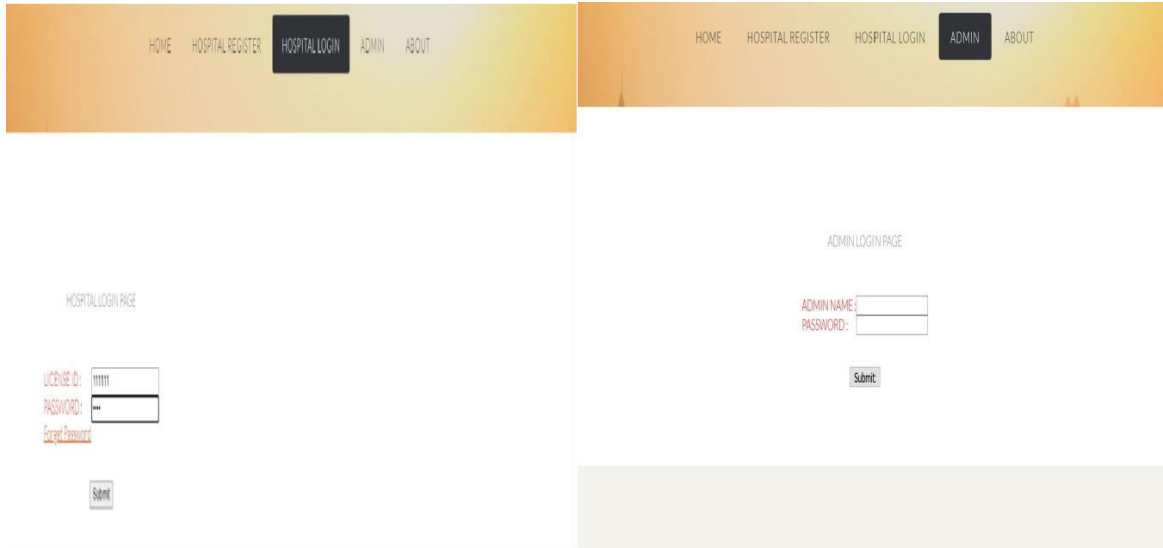 HOME HOSPITAL REGISTER HOSPITAL LOGIN ADMIN ABOUT
HOSPITAL LOGIN PAGE
LICENSE ID : 111111
PASSWORD : ••••
Forget Password
Submit
HOME HOSPITAL REGISTER HOSPITAL LOGIN ADMIN ABOUT
ADMIN LOGIN PAGE
ADMIN NAME :
PASSWORD :
Submit